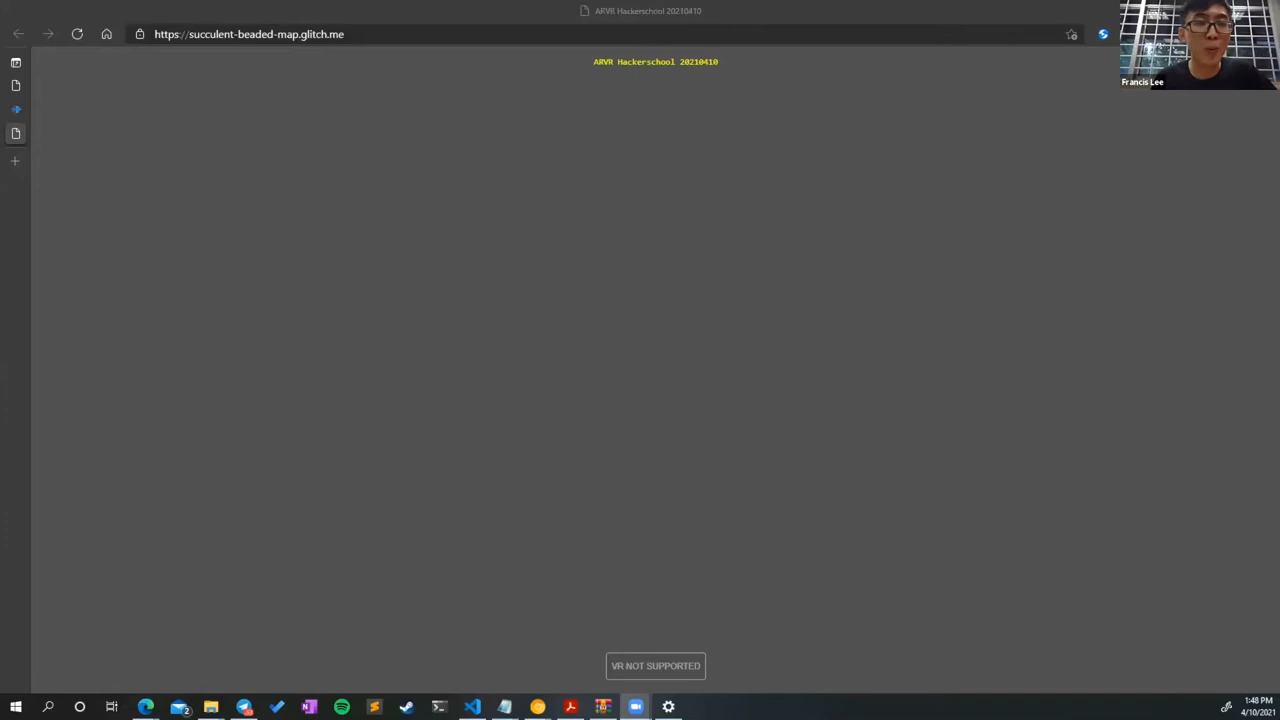 ARVR Hackerschool 20210410
https://succulent-beaded-map.glitch.me
ARVR Hackerschool 20210410
Francis Lee
VR NOT SUPPORTED
2
1:48 PM
4/10/2021